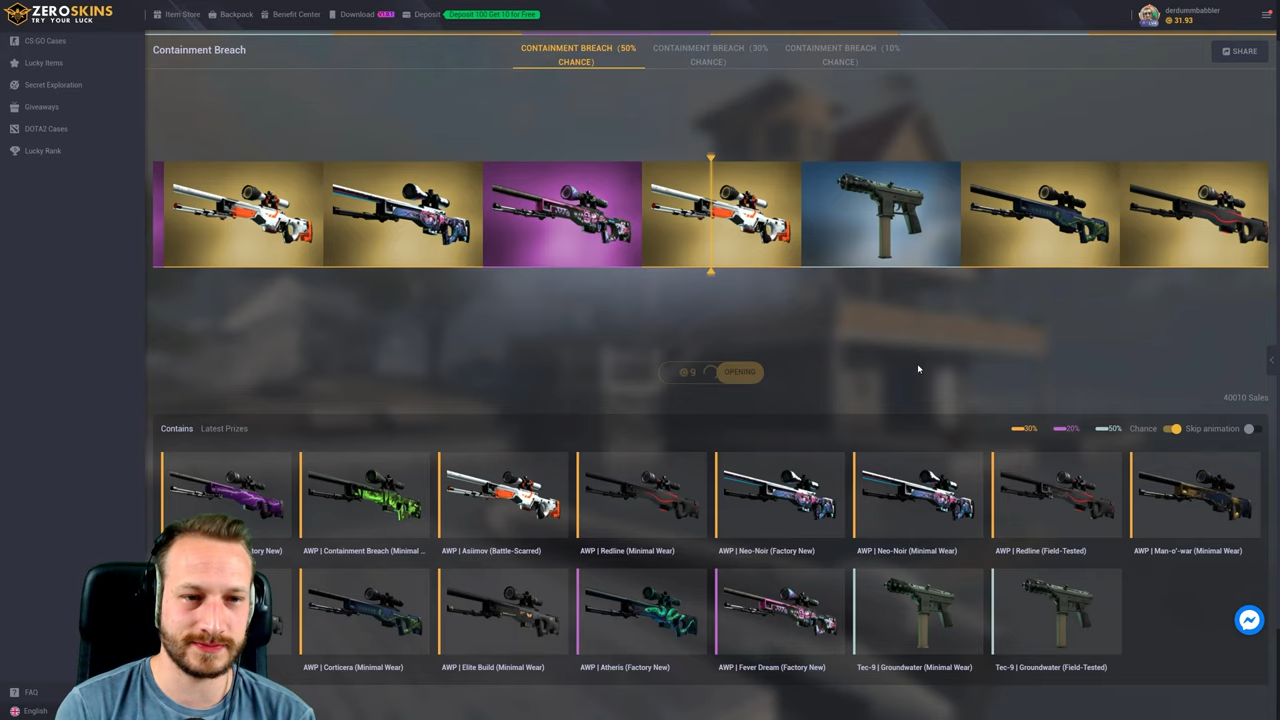 ZEROSKINS
TRY YOUR LUCK
Item Store
Backpack
Benefit Center
Download
Deposit
Deposit 100 Get 10 for Free
derdummbabbler
31.93
CS:GO Cases
Lucky Items
Secret Exploration
Giveaways
DOTA2 Cases
Lucky Rank
Containment Breach
CONTAINMENT BREACH（50%
CHANCE）
CONTAINMENT BREACH（30%
CHANCE）
CONTAINMENT BREACH（10%
CHANCE）
SHARE
9
OPENING
40010 Sales
Contains
Latest Prizes
30%
20%
50%
Chance
Skip animation
tory New)
AWP | Containment Breach (Minimal ...
AWP | Asiimov (Battle-Scarred)
AWP | Redline (Minimal Wear)
AWP | Neo-Noir (Factory New)
AWP | Neo-Noir (Minimal Wear)
AWP | Redline (Field-Tested)
AWP | Man-o'-war (Minimal Wear)
AWP | Corticera (Minimal Wear)
AWP | Elite Build (Minimal Wear)
AWP | Atheris (Factory New)
AWP | Fever Dream (Factory New)
Tec-9 | Groundwater (Minimal Wear)
Tec-9 | Groundwater (Field-Tested)
FAQ
English